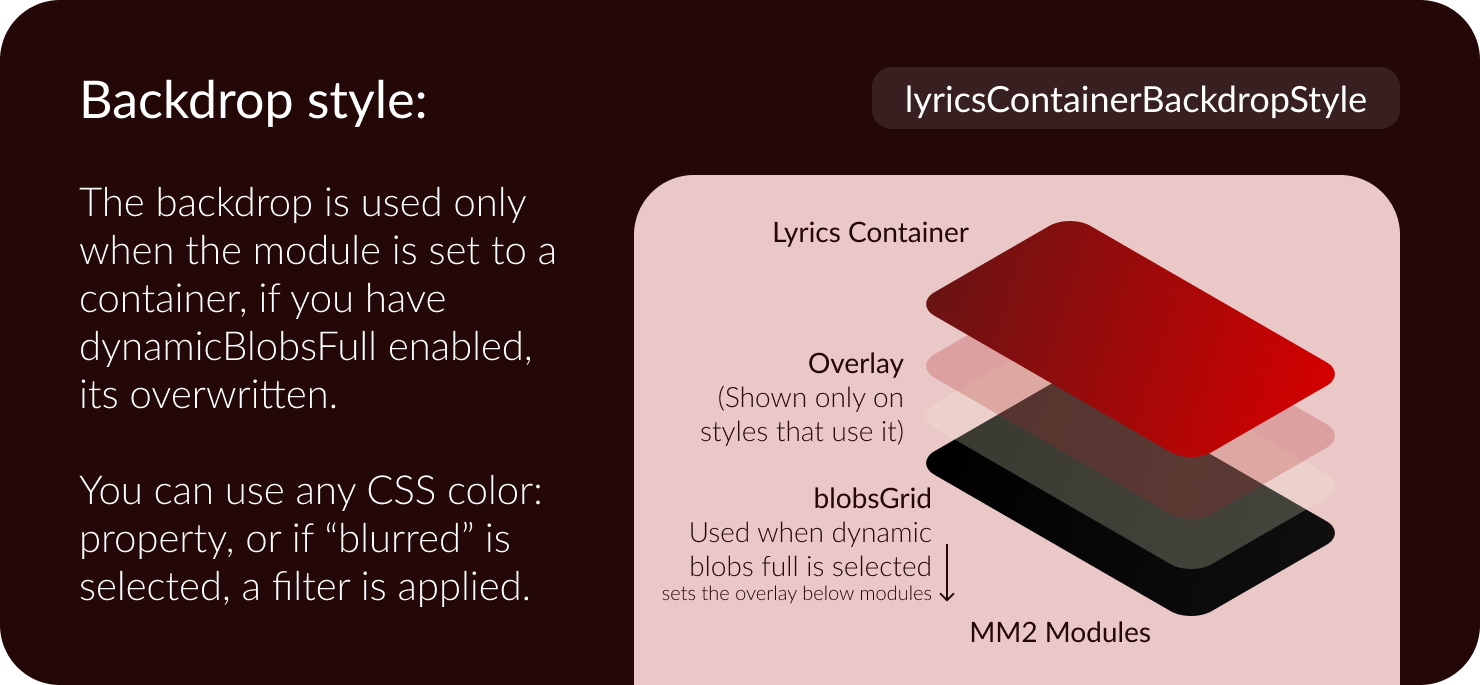 Backdrop style:
lyricsContainerBackdropStyle
The backdrop is used only
when the module is set to a
container, if you have
dynamicBlobsFull enabled,
its overwritten.
You can use any CSS color:
property, or if “blurred” is
selected, a filter is applied.
Lyrics Container
Overlay
(Shown only on
styles that use it)
blobsGrid
Used when dynamic
blobs full is selected
sets the overlay below modules
MM2 Modules